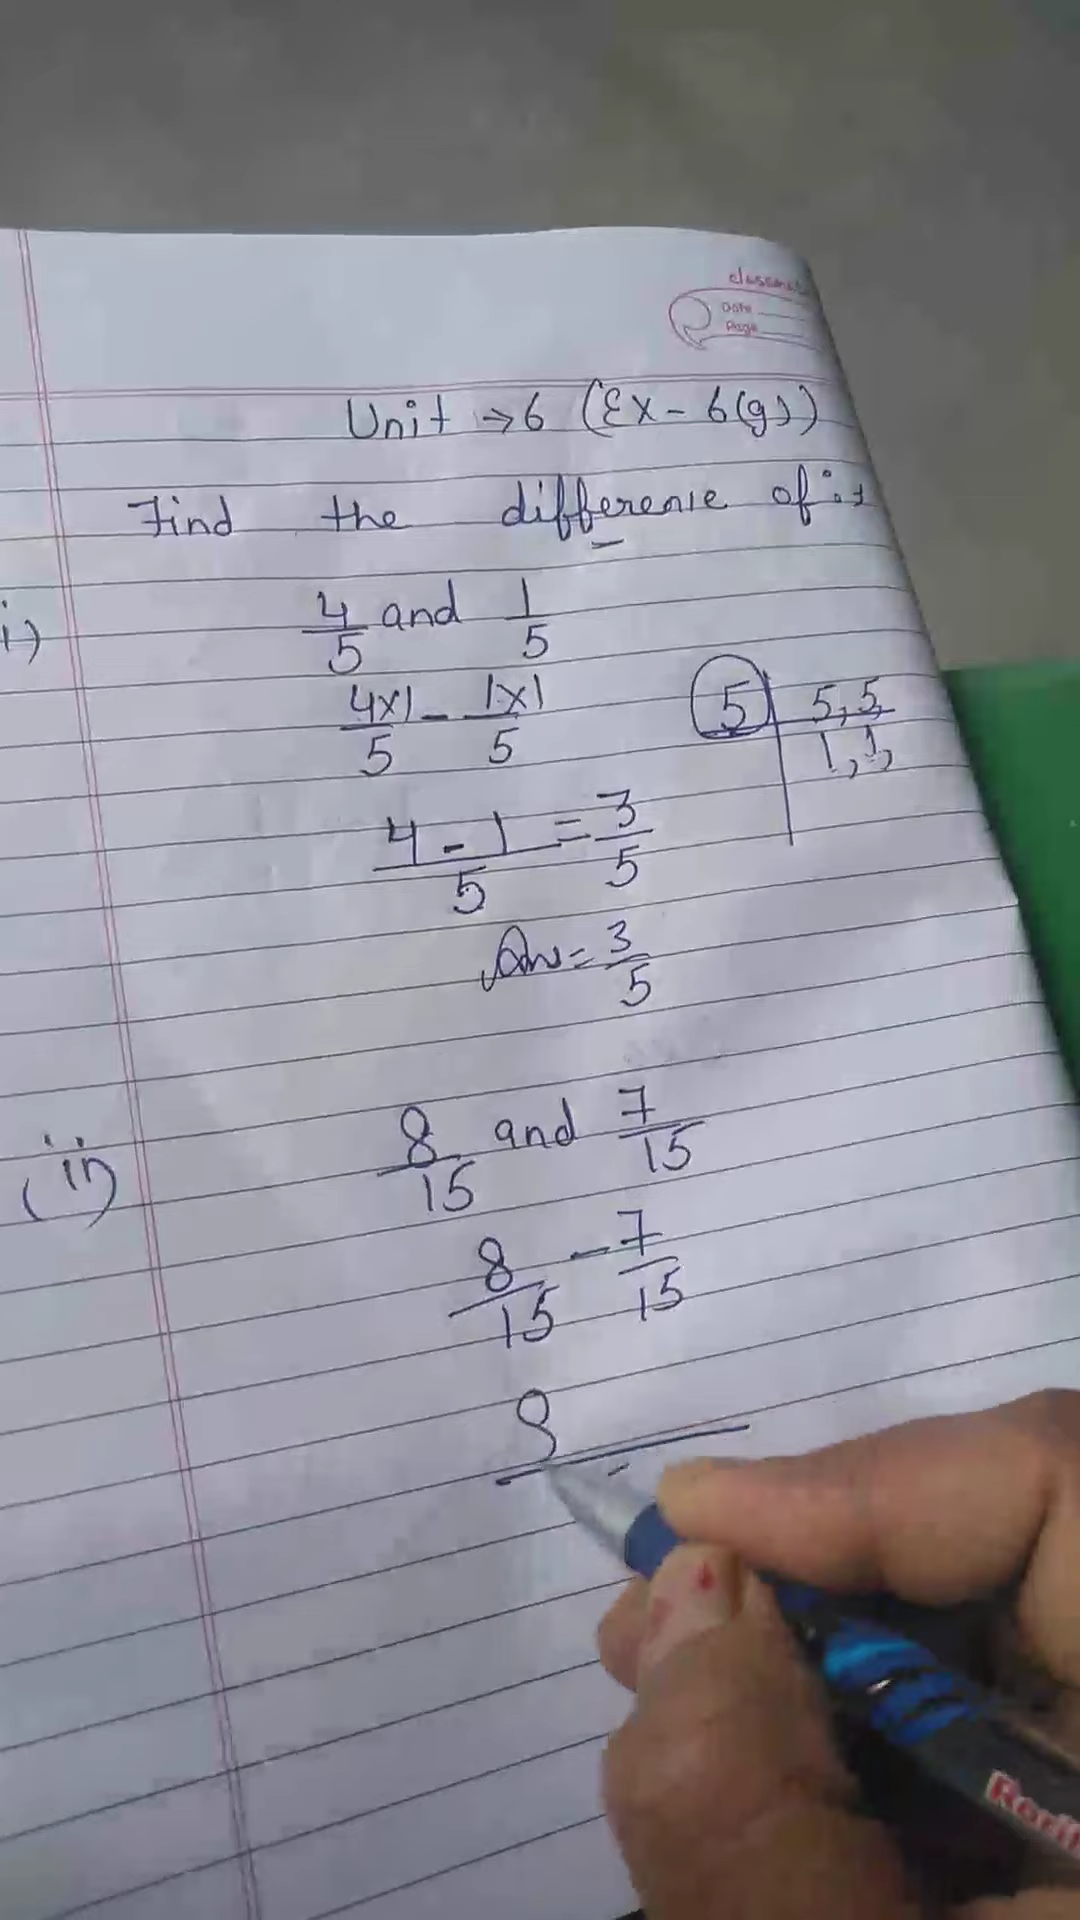 classmate
Date
Page
Unit → 6 (Ex - 6(g))
Find the difference of :-
i) 4/5 and 1/5
4×1/5 - 1×1/5
5 | 5, 5,
1, 1,
4 - 1/5 = 3/5
Ans = 3/5
(ii) 8/15 and 7/15
8/15 - 7/15
8